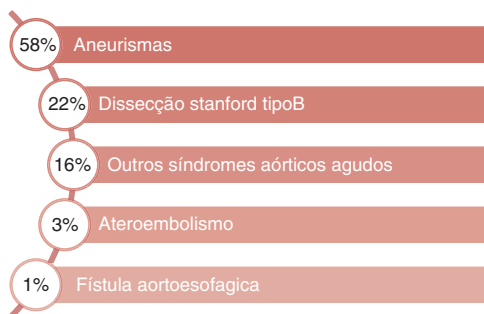 58% Aneurismas
22% Dissecção stanford tipoB
16% Outros síndromes aórticos agudos
3% Ateroembolismo
1% Fístula aortoesofagica